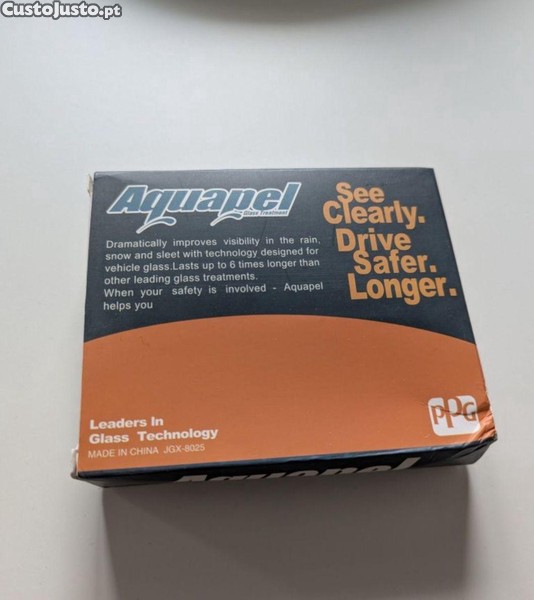 CustoJusto.pt
Aquapel
Glass Treatment
See
Clearly.
Drive
Safer.
Longer.
Dramatically improves visibility in the rain,
snow and sleet with technology designed for
vehicle glass.Lasts up to 6 times longer than
other leading glass treatments.
When your safety is involved - Aquapel
helps you
PPG
Leaders In
Glass Technology
MADE IN CHINA JGX-8025
Aquapel